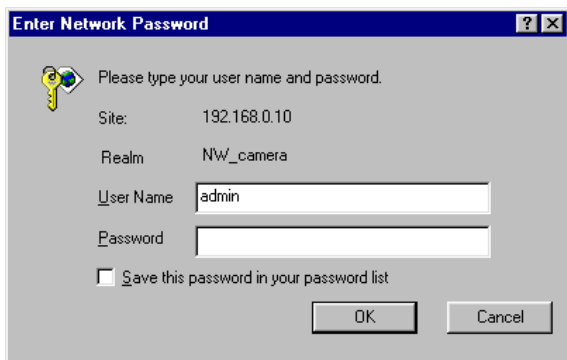 Enter Network Password
Please type your user name and password.
Site: 192.168.0.10
Realm NW_camera
User Name admin
Password
Save this password in your password list
OK Cancel